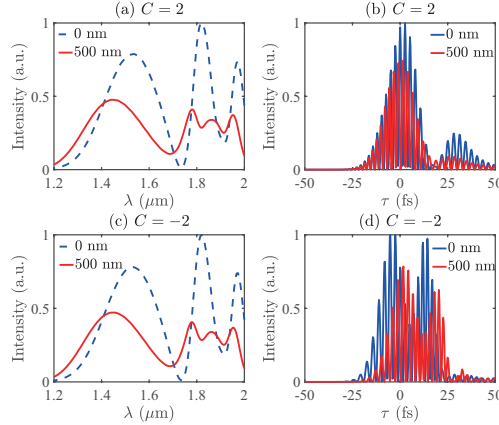 (a) C = 2
Intensity (a.u.)
1
0.5
0
0 nm
500 nm
1.2 1.4 1.6 1.8 2
λ (μm)
(b) C = 2
Intensity (a.u.)
1
0.5
0
0 nm
500 nm
-50 -25 0 25 50
τ (fs)
(c) C = −2
Intensity (a.u.)
1
0.5
0
0 nm
500 nm
1.2 1.4 1.6 1.8 2
λ (μm)
(d) C = −2
Intensity (a.u.)
1
0.5
0
0 nm
500 nm
-50 -25 0 25 50
τ (fs)